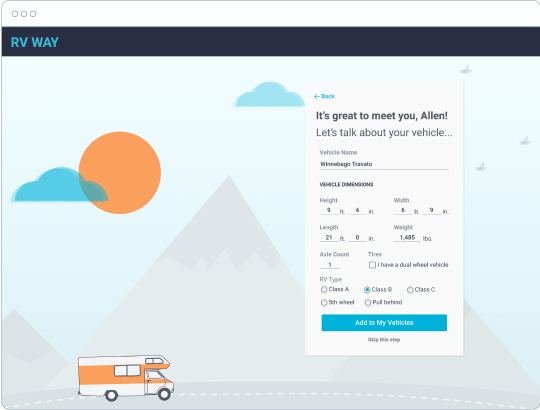 RV WAY
← Back
It's great to meet you, Allen!
Let's talk about your vehicle...
Vehicle Name
Winnebago Travato
VEHICLE DIMENSIONS
Height Width
9 ft. 4 in. 6 ft. 9 in.
Length Weight
21 ft. 0 in. 1,485 lbs.
Axle Count Tires
1 I have a dual wheel vehicle
RV Type
Class A Class B Class C
5th wheel Pull behind
Add to My Vehicles
Skip this step